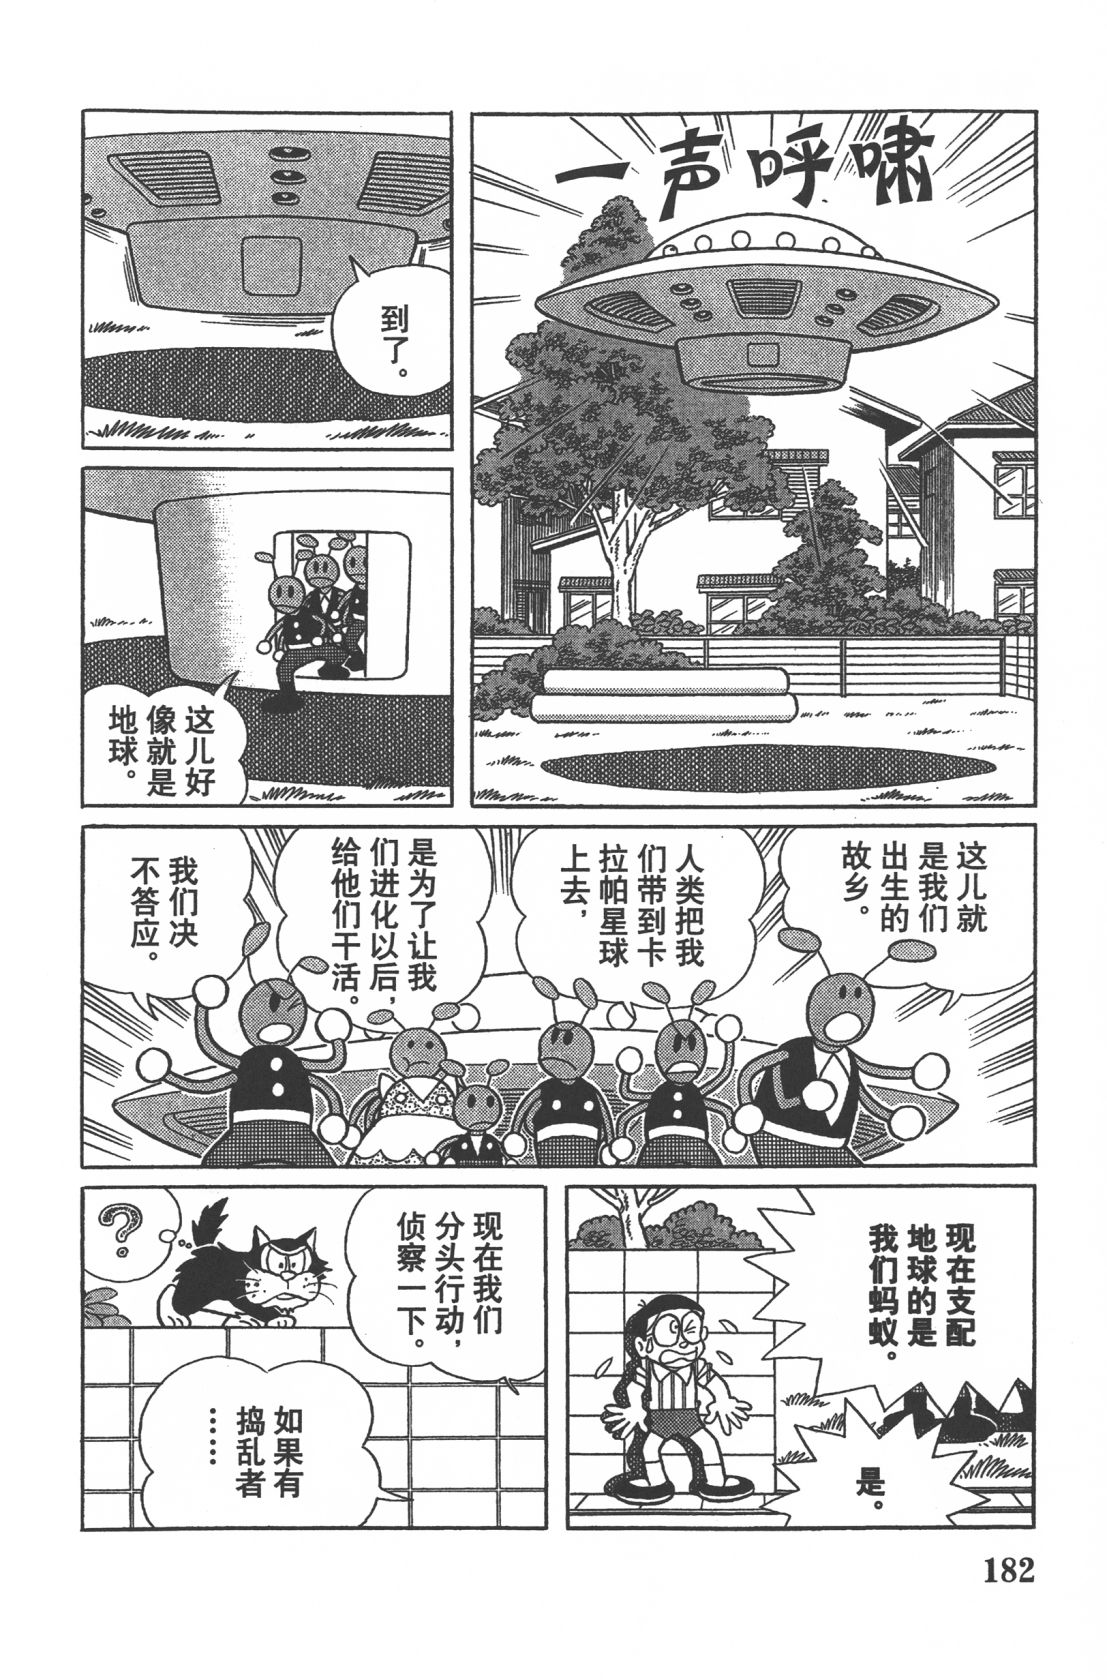 一声呼啸
到了。
这儿好
像就是
地球。
这儿就
是我们
出生的
故乡。
人类把我
们带到卡
拉帕星球
上去，
是为了让我
们进化以后，
给他们干活。
我们决
不答应。
现在支配
地球的是
我们蚂蚁。
是。
现在我们
分头行动，
侦察一下。
?
如果有
捣乱者
……
182